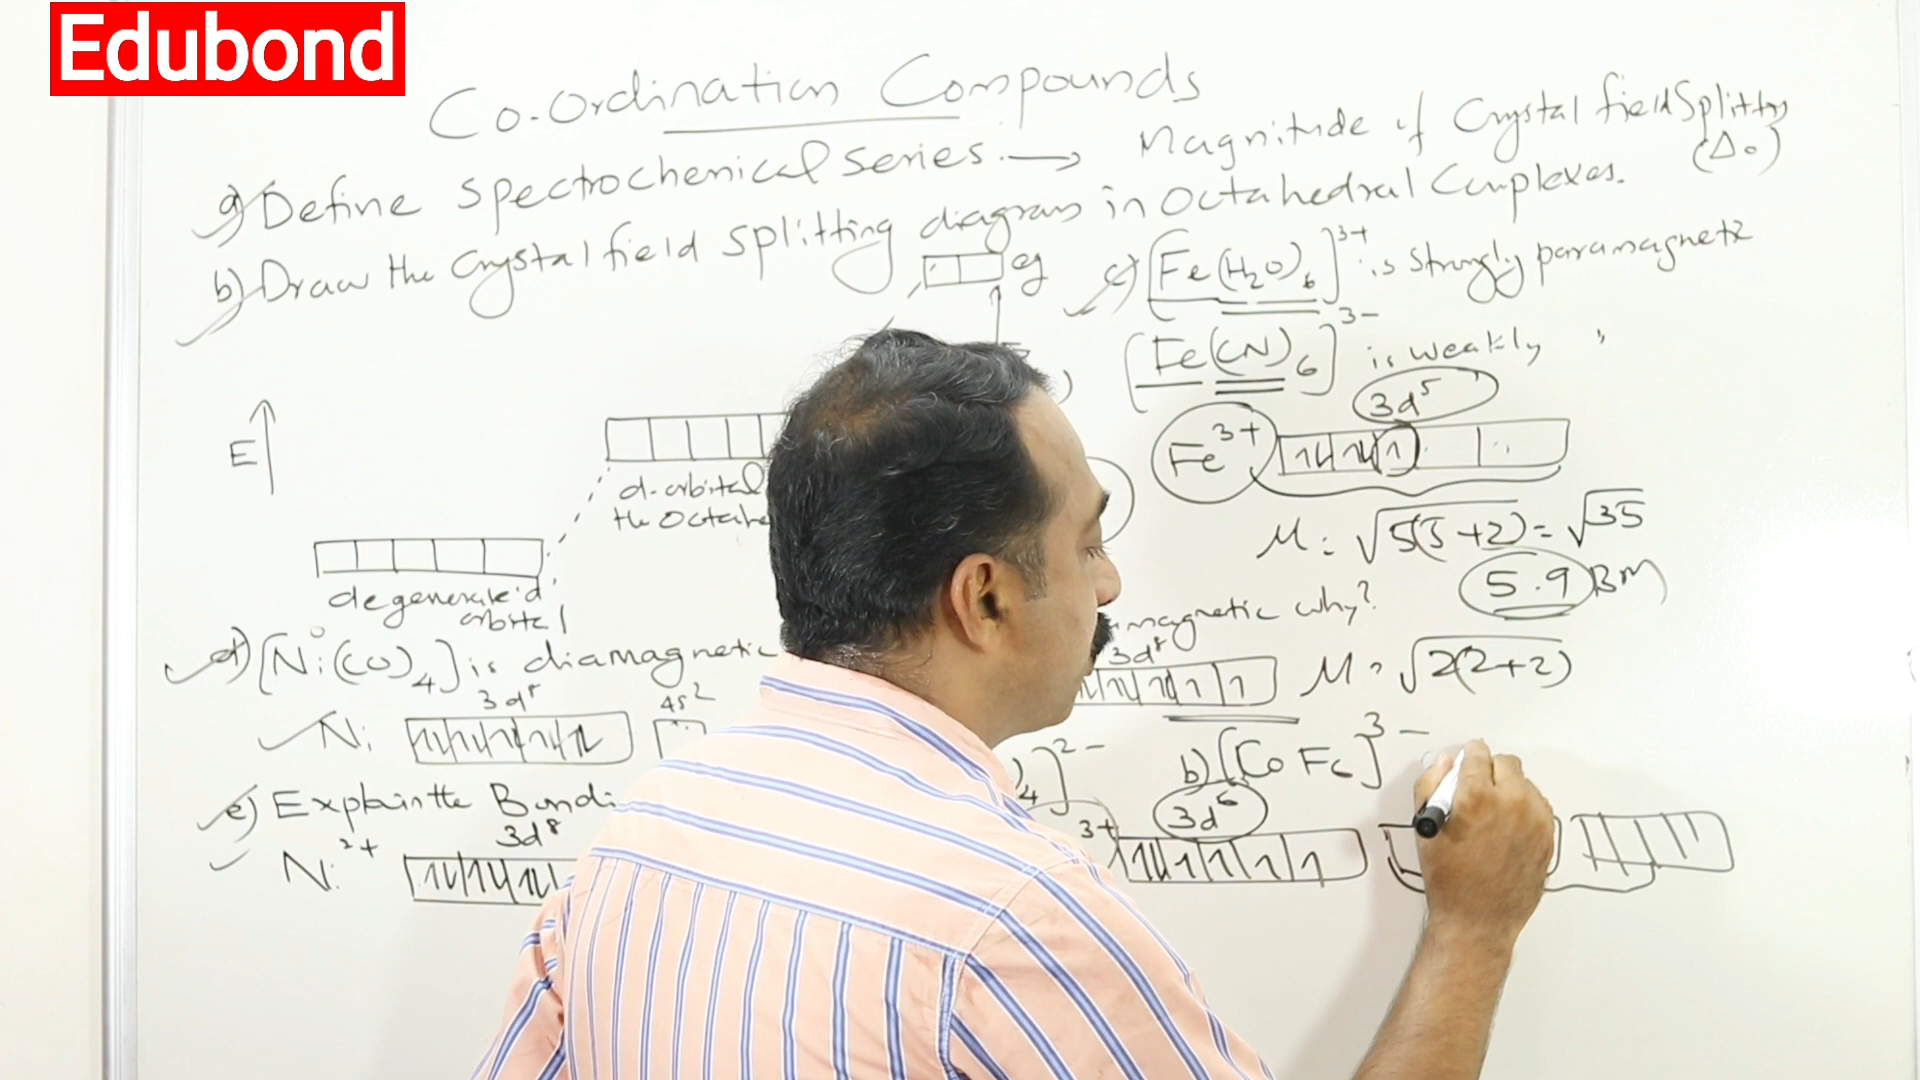 Edubond
Co-Ordination Compounds
a) Define Spectrochemical series. → Magnitude of Crystal field Splitting (Δo)
b) Draw the Crystal field splitting diagram in Octahedral Complexes.
eg
c) [Fe(H2O)6]3+ is Strongly paramagnetic
[Fe(CN)6]3- is weakly "
3d5
Fe3+
E
d-orbital
the Octahe
degenerate d
orbital
M = √5(5+2) = √35
5.9 BM
magnetic why?
d) [Ni(CO)4] is diamagnetic
3d8
M = √2(2+2)
3d8 4s2
Ni
4]2-
b) [CoF6]3-
e) Explain the Bondi
3d6
3+
3d8
Ni2+